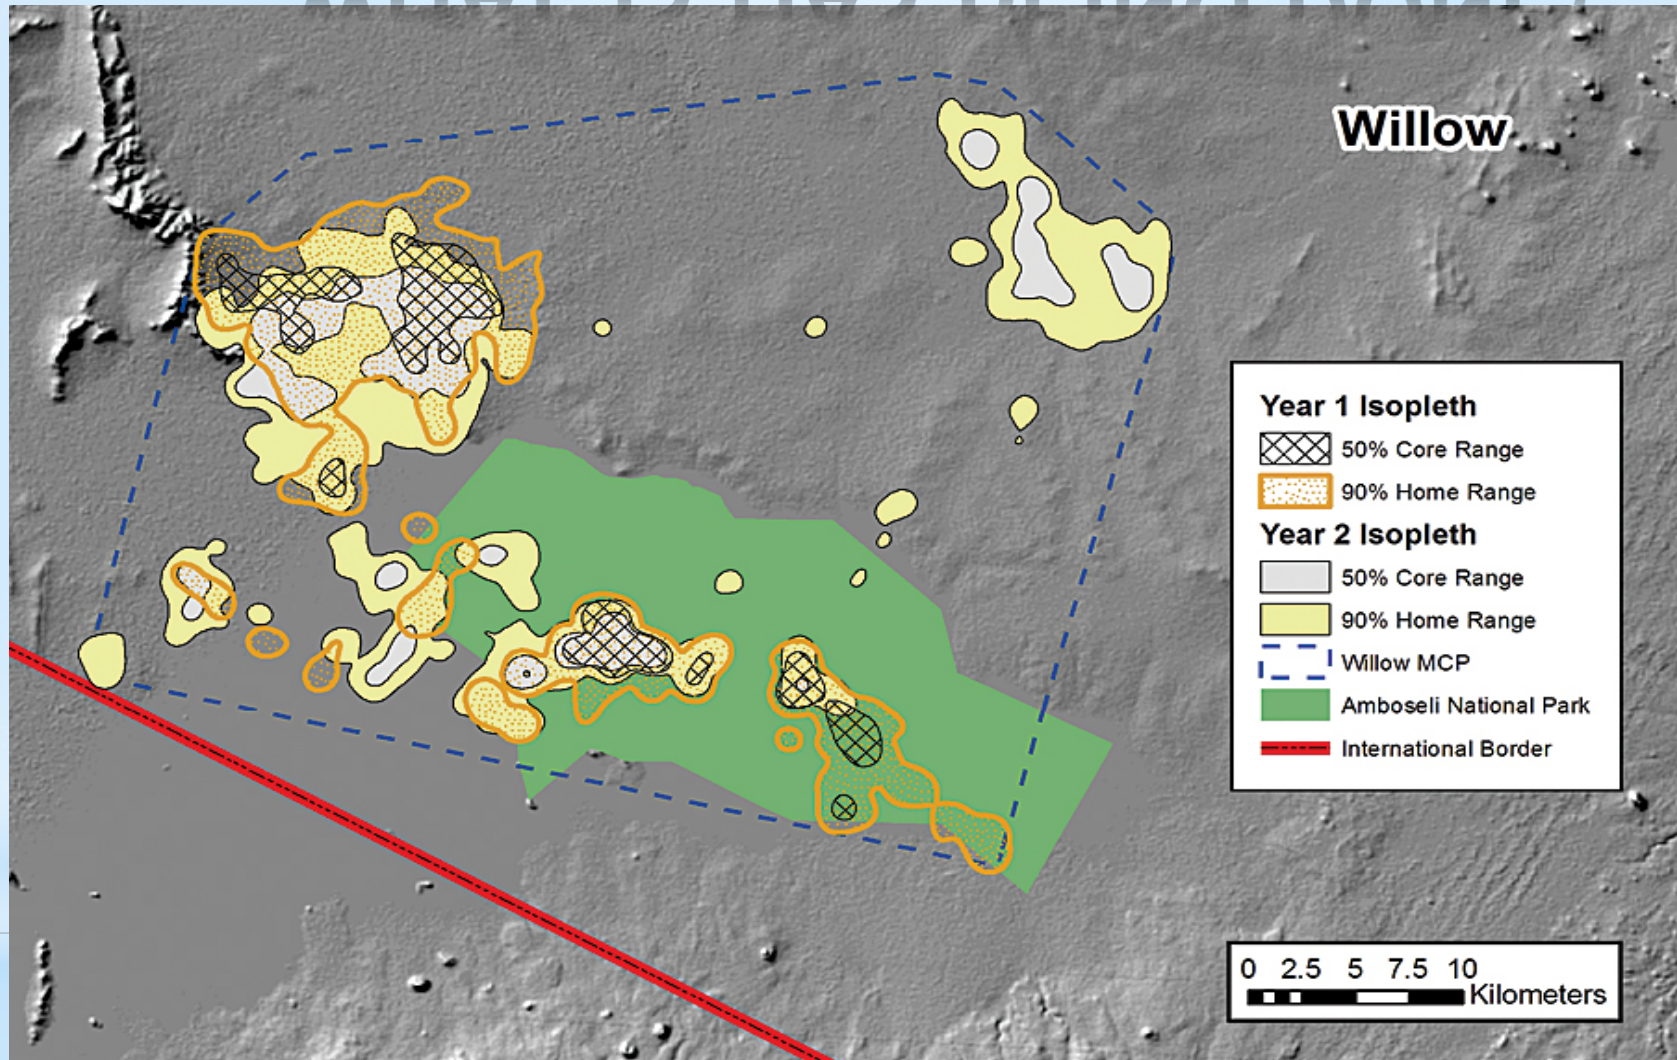 Willow
Year 1 Isopleth
50% Core Range
90% Home Range
Year 2 Isopleth
50% Core Range
90% Home Range
Willow MCP
Amboseli National Park
International Border
0 2.5 5 7.5 10
Kilometers